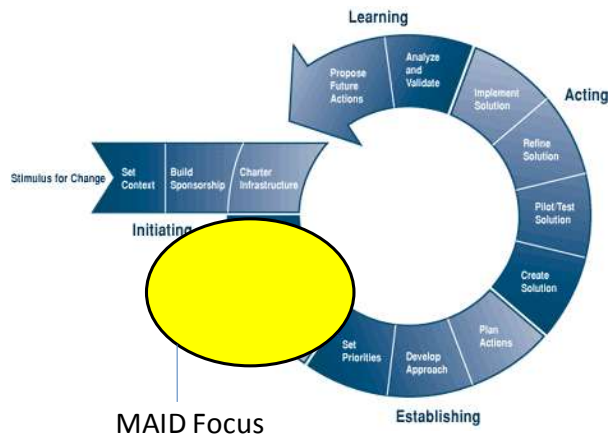 Learning
Propose
Future
Actions
Analyze
and
Validate
Implement
Solution
Acting
Refine
Solution
Pilot/Test
Solution
Create
Solution
Stimulus for Change
Set
Context
Build
Sponsorship
Charter
Infrastructure
Initiating
Set
Priorities
Develop
Approach
Plan
Actions
Establishing
MAID Focus